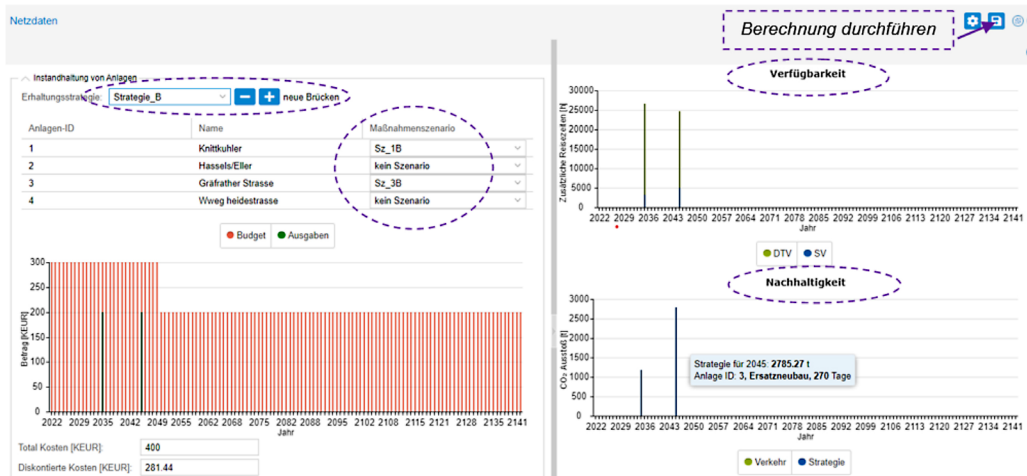 Netzdaten
Berechnung durchführen
Instandhaltung von Anlagen
Erhaltungsstrategie: Strategie_B neue Brücken
Anlagen-ID Name Maßnahmenszenario
1 Knittkuhler Sz_1B
2 Hassels/Eller kein Szenario
3 Gräfrather Strasse Sz_3B
4 Wweg heidestrasse kein Szenario
Budget Ausgaben
Betrag [KEUR]
300
250
200
150
100
50
0
2022 2029 2036 2042 2049 2056 2062 2069 2075 2082 2089 2095 2102 2108 2115 2121 2128 2135 2141
Jahr
Total Kosten [KEUR]: 400
Diskontierte Kosten [KEUR]: 281.44
Verfügbarkeit
Zusätzliche Reisezeiten [h]
30000
25000
20000
15000
10000
5000
0
2022 2029 2036 2043 2050 2057 2064 2071 2078 2085 2092 2099 2106 2113 2120 2127 2134 2141
Jahr
DTV SV
Nachhaltigkeit
CO₂ Ausstoß [t]
3000
2500
2000
1500
1000
500
0
Strategie für 2045: 2785.27 t
Anlage ID: 3, Ersatzneubau, 270 Tage
2022 2029 2036 2043 2050 2057 2064 2071 2078 2085 2092 2099 2106 2113 2120 2127 2134 2141
Jahr
Verkehr Strategie